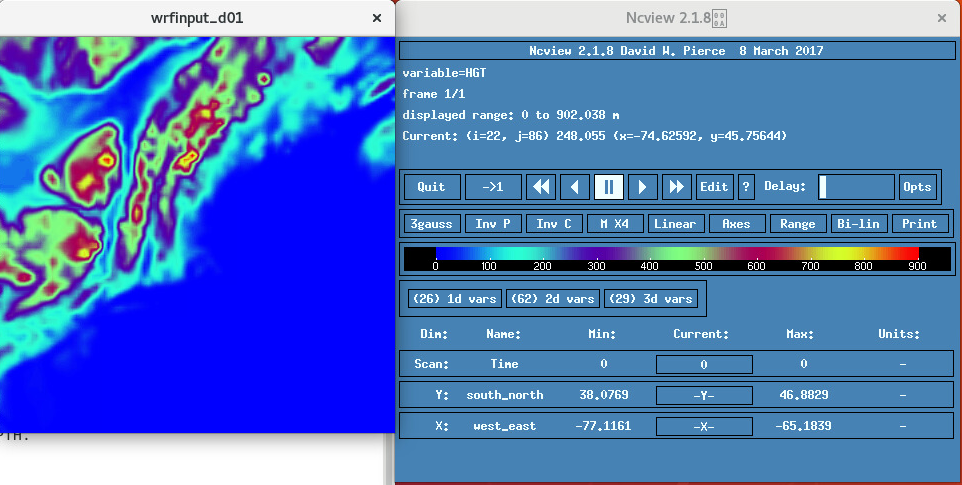 wrfinput_d01
×
Ncview 2.1.8
×
Ncview 2.1.8 David W. Pierce  8 March 2017
variable=HGT
frame 1/1
displayed range: 0 to 902.038 m
Current: (i=22, j=86) 248.055 (x=-74.62592, y=45.75644)
Quit ->1 Edit ? Delay: Opts
3gauss Inv P Inv C M X4 Linear Axes Range Bi-lin Print
0 100 200 300 400 500 600 700 800 900
(26) 1d vars (62) 2d vars (29) 3d vars
Dim: Name: Min: Current: Max: Units:
Scan: Time 0 0 0 -
Y: south_north 38.0769 -Y- 46.8829 -
X: west_east -77.1161 -X- -65.1839 -